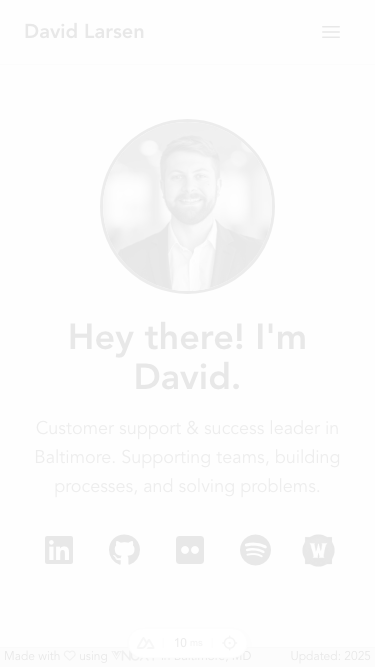 David Larsen
Hey there! I'm
David.
Customer support & success leader in
Baltimore. Supporting teams, building
processes, and solving problems.
10 ms
Made with using Updated: 2025